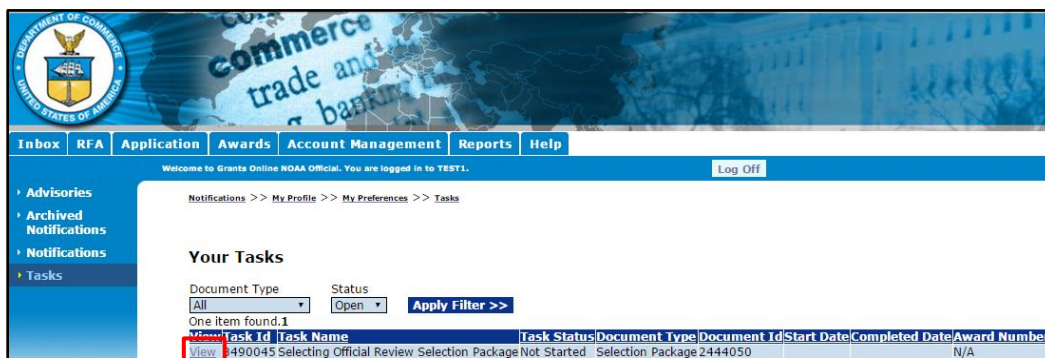 DEPARTMENT OF COMMERCE
UNITED STATES OF AMERICA
commerce
trade and
banking
Inbox RFA Application Awards Account Management Reports Help
Welcome to Grants Online NOAA Official. You are logged in to TEST1.
Log Off
Advisories
Archived
Notifications
Notifications
Tasks
Notifications >> My Profile >> My Preferences >> Tasks
Your Tasks
Document Type Status
All Open Apply Filter >>
One item found.1
View Task Id Task Name Task Status Document Type Document Id Start Date Completed Date Award Number
View 3490045 Selecting Official Review Selection Package Not Started Selection Package 2444050 N/A